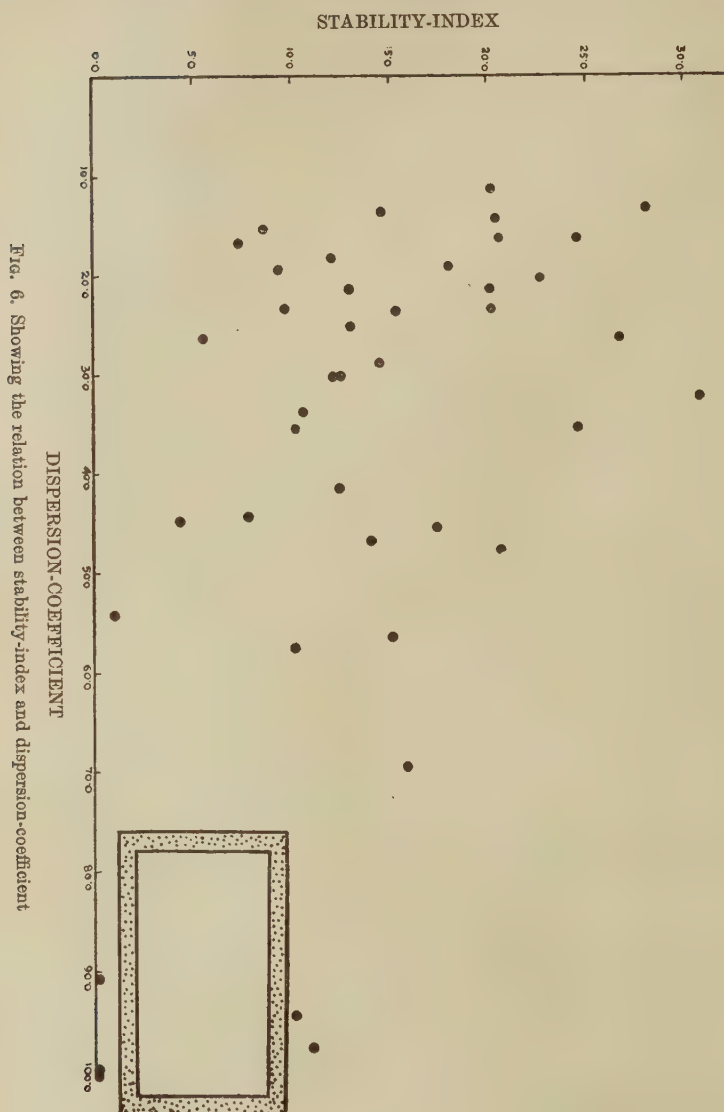 STABILITY-INDEX
0·0 5·0 10·0 15·0 20·0 25·0 30·0
10·0
20·0
30·0
40·0
50·0
60·0
70·0
80·0
90·0
100·0
DISPERSION-COEFFICIENT
FIG. 6. Showing the relation between stability-index and dispersion-coefficient